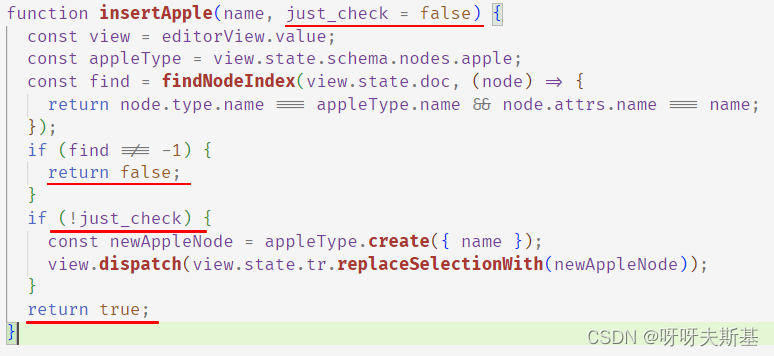 function insertApple(name, just_check = false) {
  const view = editorView.value;
  const appleType = view.state.schema.nodes.apple;
  const find = findNodeIndex(view.state.doc, (node) => {
    return node.type.name === appleType.name && node.attrs.name === name;
  });
  if (find !== -1) {
    return false;
  }
  if (!just_check) {
    const newAppleNode = appleType.create({ name });
    view.dispatch(view.state.tr.replaceSelectionWith(newAppleNode));
  }
  return true;
}
CSDN @呀呀夫斯基